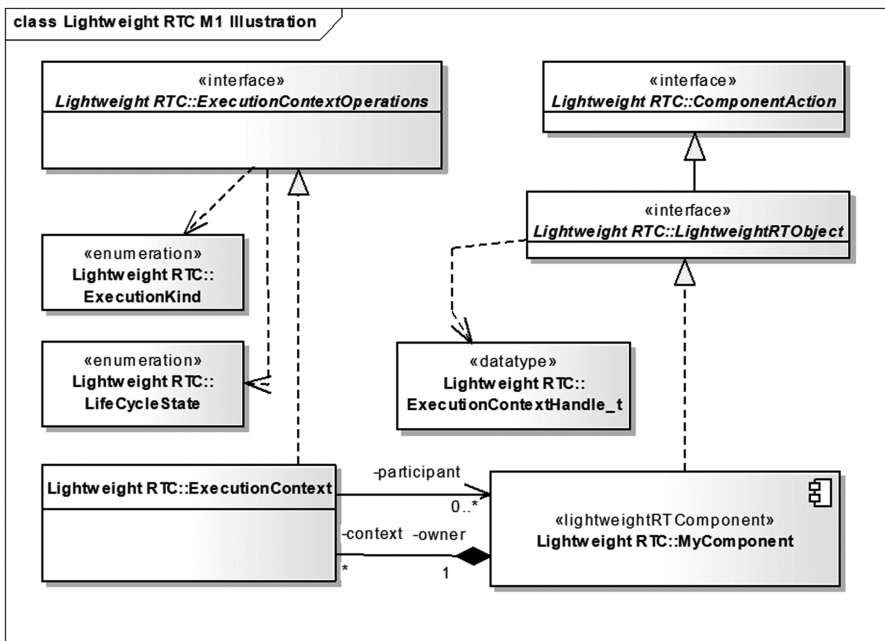 class Lightweight RTC M1 Illustration
«interface»
Lightweight RTC::ExecutionContextOperations
«interface»
Lightweight RTC::ComponentAction
«interface»
Lightweight RTC::LightweightRTObject
«enumeration»
Lightweight RTC::
ExecutionKind
«enumeration»
Lightweight RTC::
LifeCycleState
«datatype»
Lightweight RTC::
ExecutionContextHandle_t
Lightweight RTC::ExecutionContext
-participant
0..*
-context -owner
* 1
«lightweightRTComponent»
Lightweight RTC::MyComponent